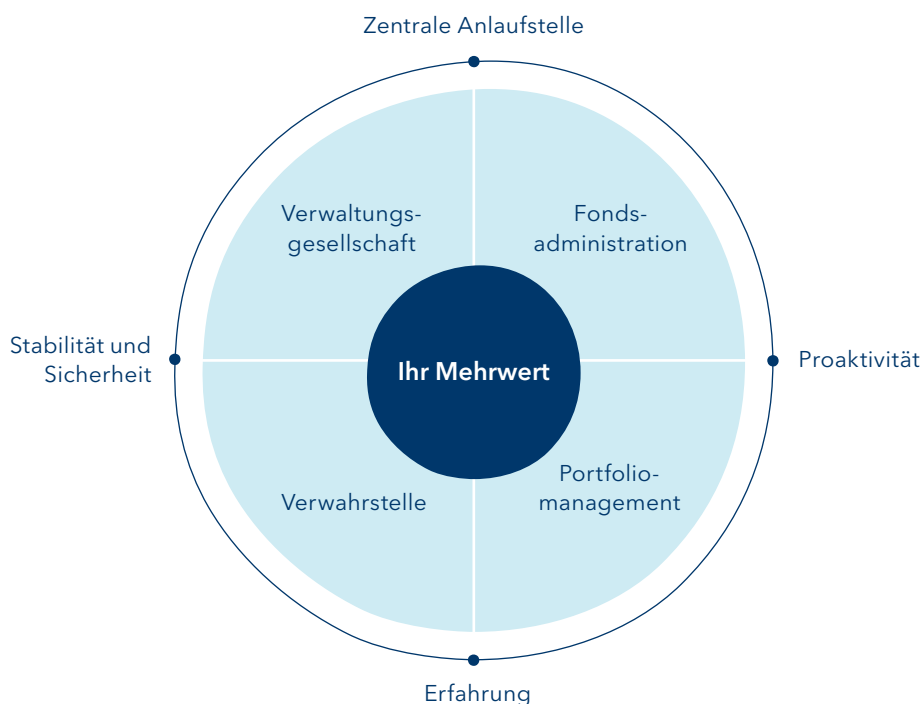 Zentrale Anlaufstelle
Verwaltungs-
gesellschaft
Fonds-
administration
Stabilität und
Sicherheit
Ihr Mehrwert
Proaktivität
Verwahrstelle
Portfolio-
management
Erfahrung